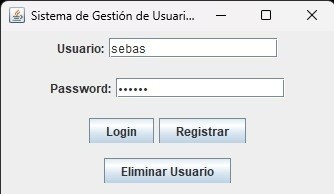 Sistema de Gestión de Usuari...
Usuario: sebas
Password: ••••••
Login Registrar
Eliminar Usuario